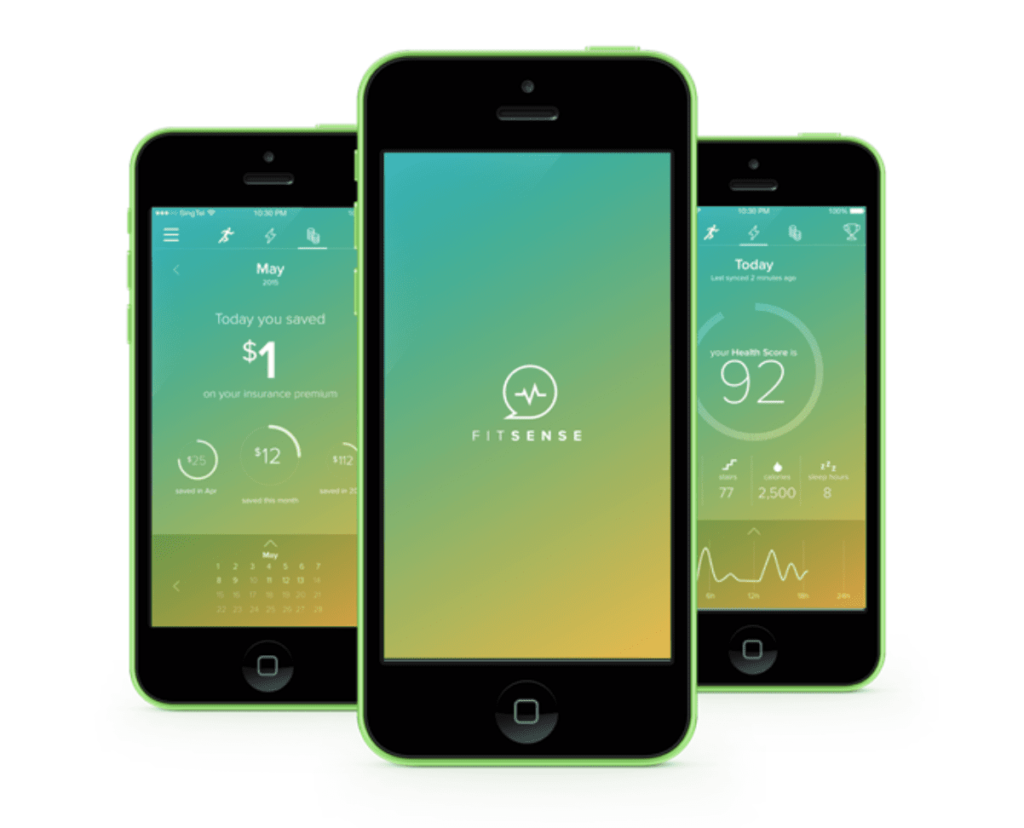 SingTel 10:30 PM
May
2015
Today you saved
$1
on your insurance premium
$25
saved in Apr
$12
saved this month
$112
saved in 20
May
1 2 3 4 5 6 7
8 9 10 11 12 13 14
15 16 17 18 19 20 21
22 23 24 25 26 27 28
FITSENSE
10:30 PM 100%
Today
Last synced 2 minutes ago
your Health Score is
92
stairs calories sleep hours
77 2,500 8
6h 12h 18h 24h